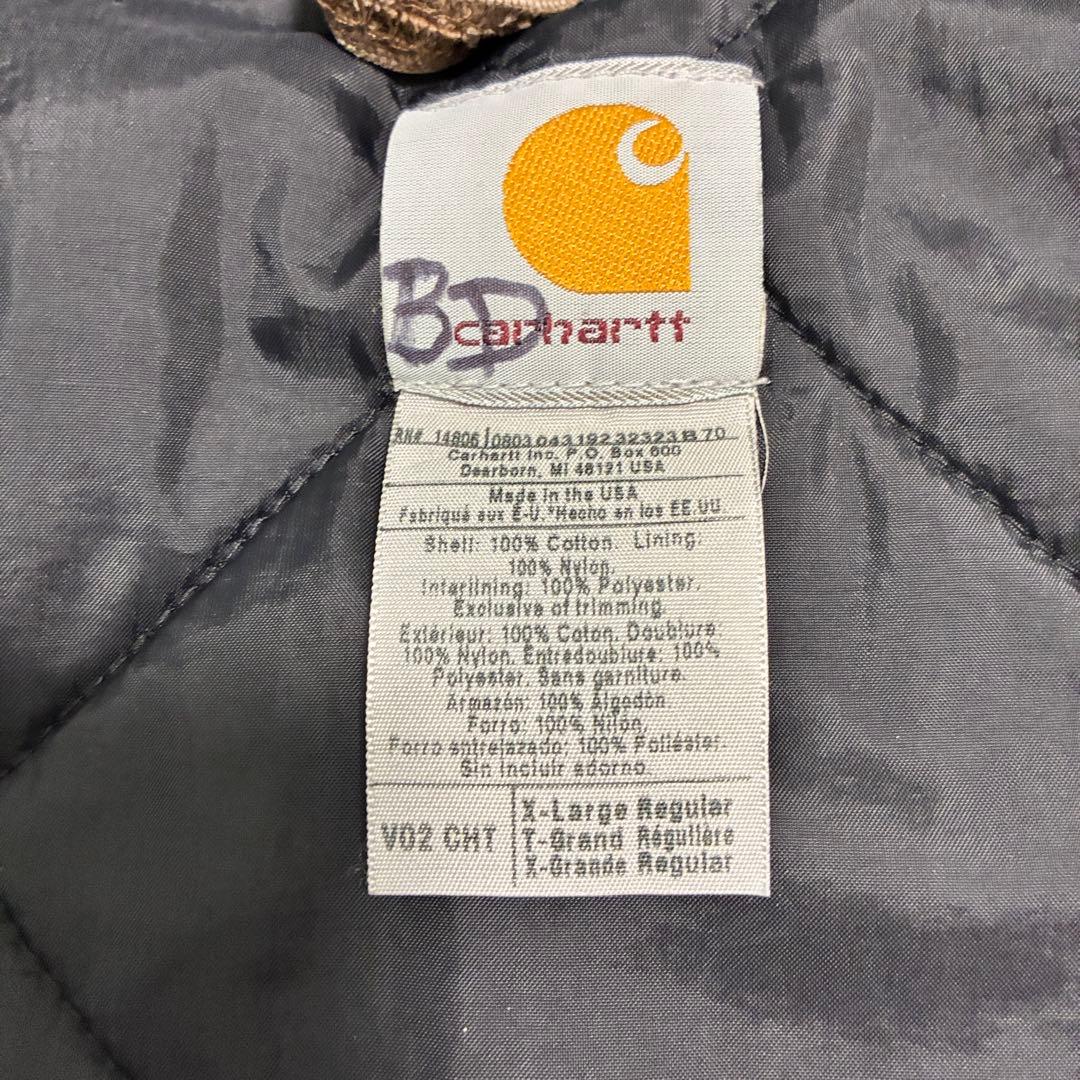 BD
carhartt
RN# 14806 | 0803 043192 32323 B 70
Carhartt Inc. P.O. Box 600
Dearborn, MI 48121 USA
Made in the USA
Fabriqué aux É-U. *Hecho en los EE.UU.
Shell: 100% Cotton. Lining:
100% Nylon.
Interlining: 100% Polyester.
Exclusive of trimming.
Extérieur: 100% Coton. Doublure:
100% Nylon. Entredoublure: 100%
Polyester. Sans garniture.
Armazón: 100% Algodón
Forro: 100% Nilón.
Forro entrelazado: 100% Poliéster.
Sin incluir adorno.
V02 CHT
X-Large Regular
T-Grand Régulière
X-Grande Regular